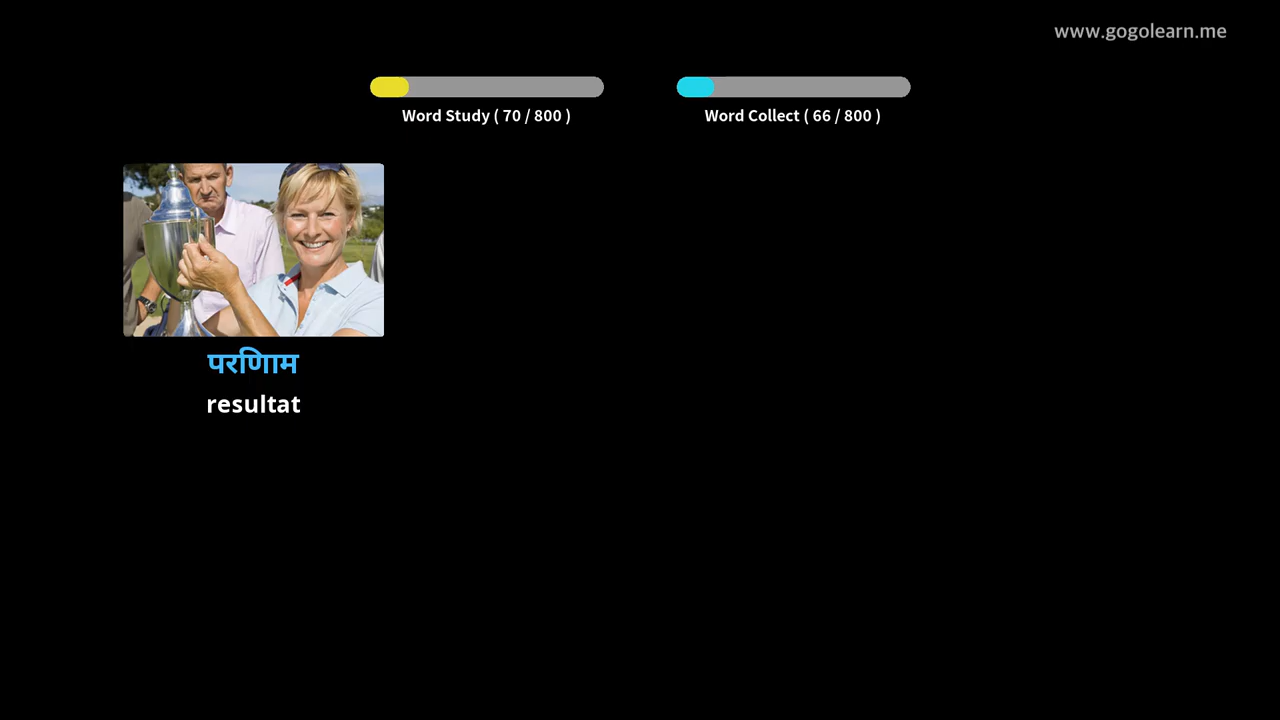 www.gogolearn.me
Word Study ( 70 / 800 )
Word Collect ( 66 / 800 )
परिणाम
resultat